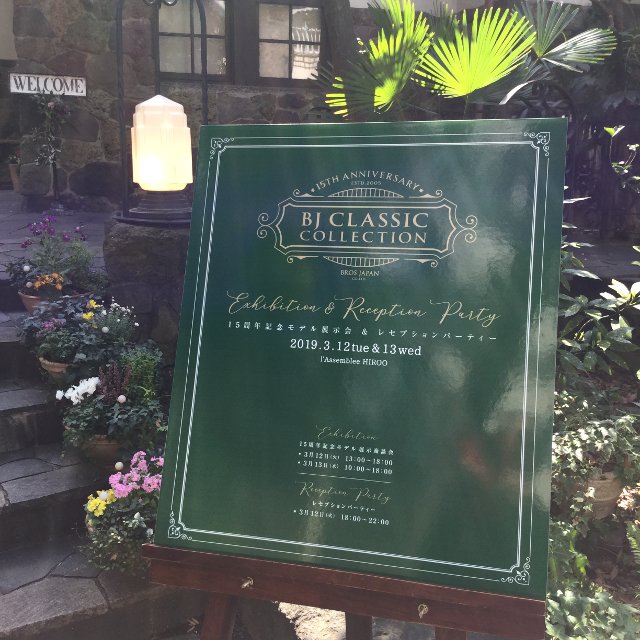 WELCOME
15TH ANNIVERSARY
ESTD 2005
BJ CLASSIC
COLLECTION
BROS JAPAN
CO.,LTD.
Exhibition & Reception Party
15周年記念モデル展示会 & レセプションパーティー
2019.3.12tue & 13wed
l'Assemblee HIROO
Exhibition
15周年記念モデル展示商談会
• 3月12日(火) 13:00~18:00
• 3月13日(水) 10:00~18:00
Reception Party
レセプションパーティー
• 3月12日(火) 18:00~22:00